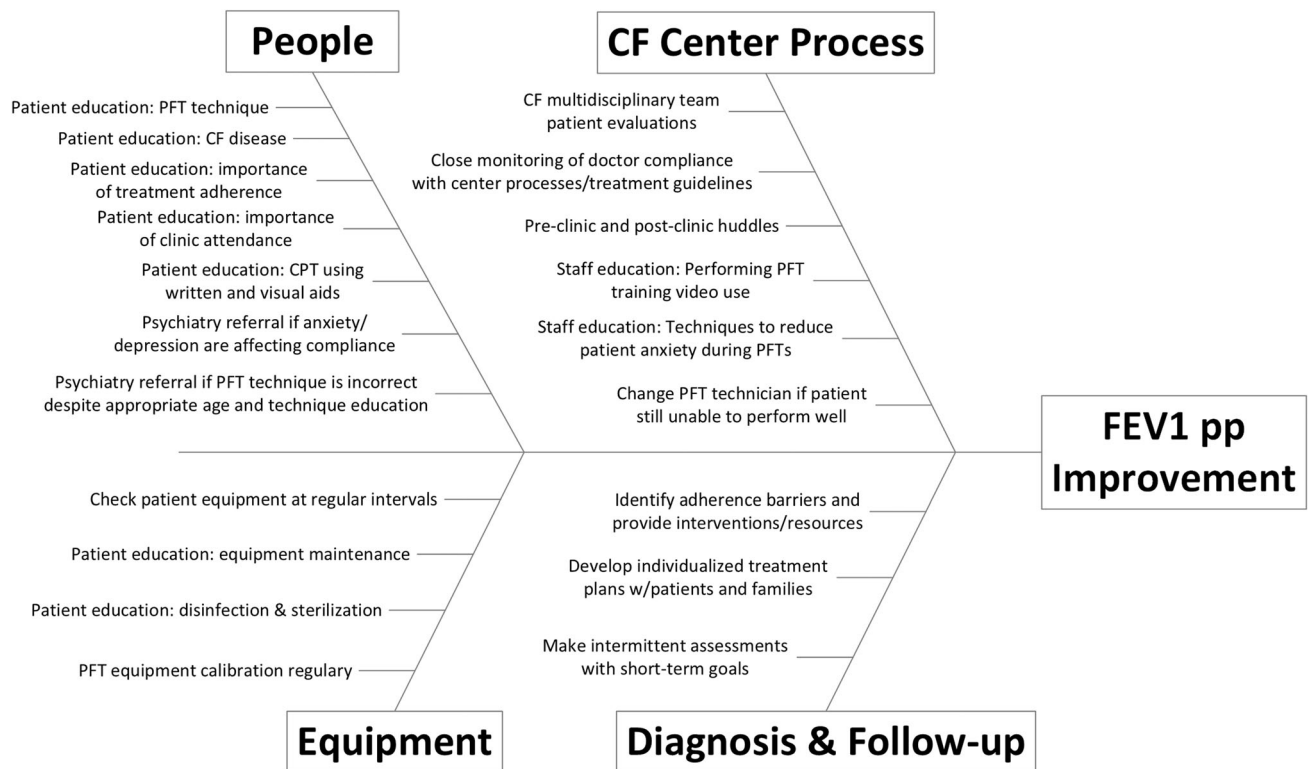 People
Patient education: PFT technique
Patient education: CF disease
Patient education: importance
of treatment adherence
Patient education: importance
of clinic attendance
Patient education: CPT using
written and visual aids
Psychiatry referral if anxiety/
depression are affecting compliance
Psychiatry referral if PFT technique is incorrect
despite appropriate age and technique education
CF Center Process
CF multidisciplinary team
patient evaluations
Close monitoring of doctor compliance
with center processes/treatment guidelines
Pre-clinic and post-clinic huddles
Staff education: Performing PFT
training video use
Staff education: Techniques to reduce
patient anxiety during PFTs
Change PFT technician if patient
still unable to perform well
FEV1 pp
Improvement
Check patient equipment at regular intervals
Patient education: equipment maintenance
Patient education: disinfection & sterilization
PFT equipment calibration regulary
Equipment
Identify adherence barriers and
provide interventions/resources
Develop individualized treatment
plans w/patients and families
Make intermittent assessments
with short-term goals
Diagnosis & Follow-up